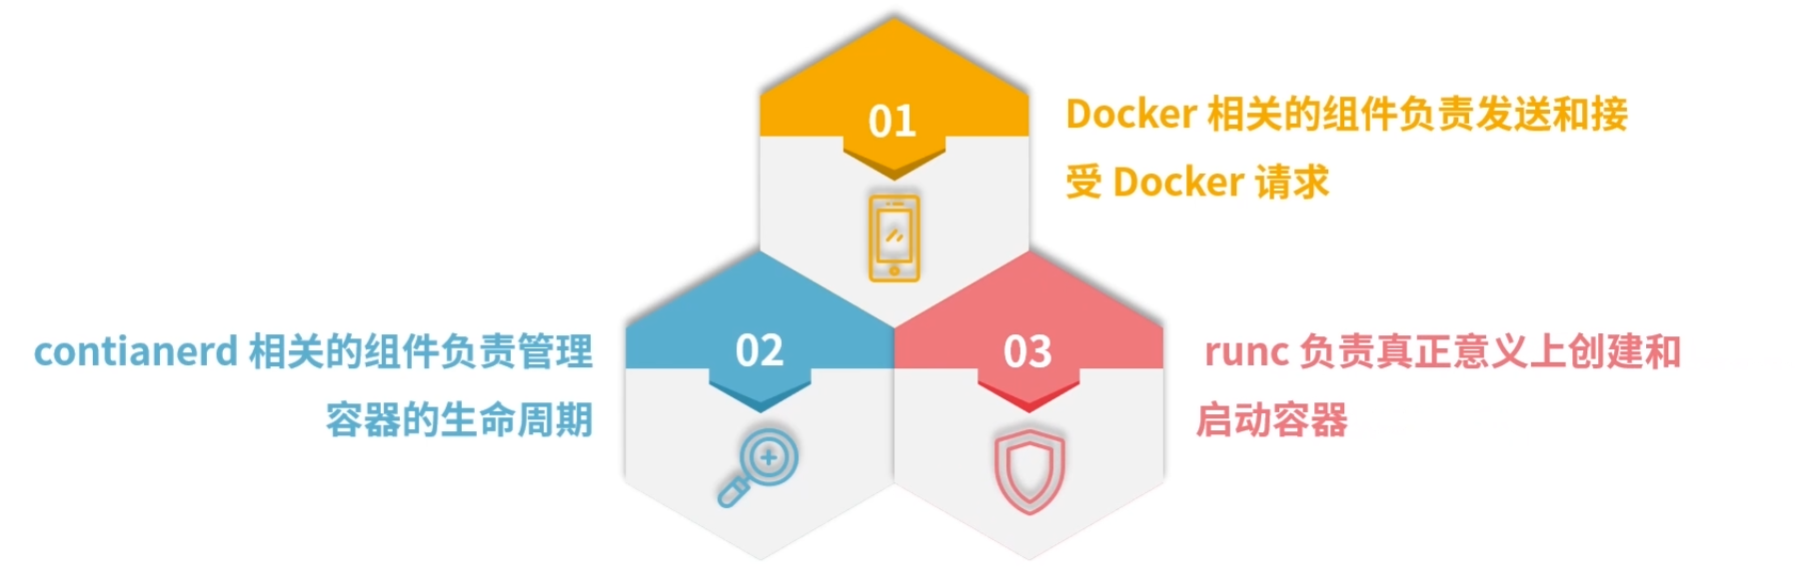 01
Docker 相关的组件负责发送和接
受 Docker 请求
02
contianerd 相关的组件负责管理
容器的生命周期
03
runc 负责真正意义上创建和
启动容器